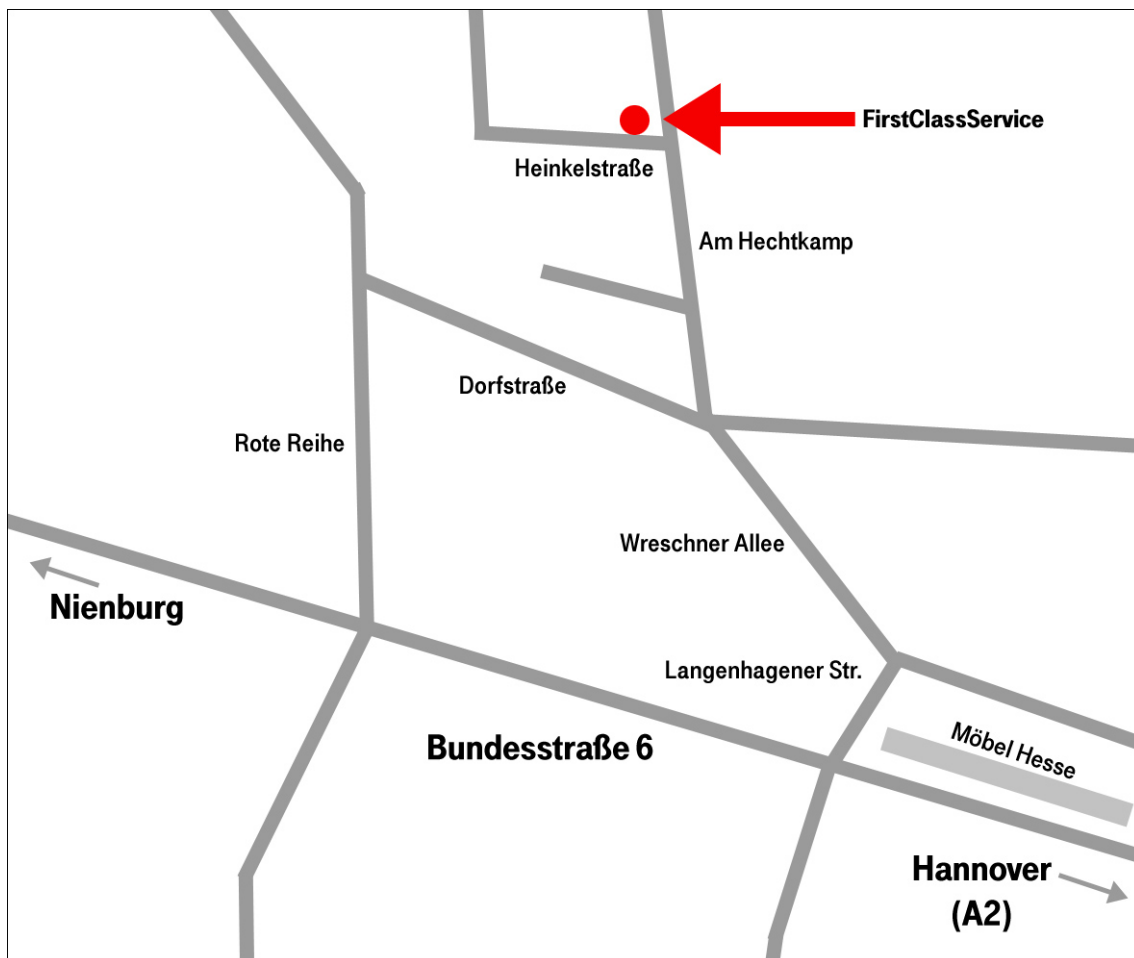 FirstClassService
Heinkelstraße
Am Hechtkamp
Dorfstraße
Rote Reihe
Wreschner Allee
Nienburg
Langenhagener Str.
Bundesstraße 6
Möbel Hesse
Hannover
(A2)